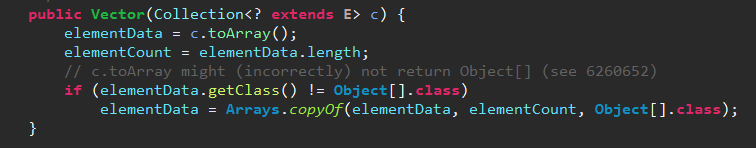 public Vector(Collection<? extends E> c) {
    elementData = c.toArray();
    elementCount = elementData.length;
    // c.toArray might (incorrectly) not return Object[] (see 6260652)
    if (elementData.getClass() != Object[].class)
        elementData = Arrays.copyOf(elementData, elementCount, Object[].class);
}